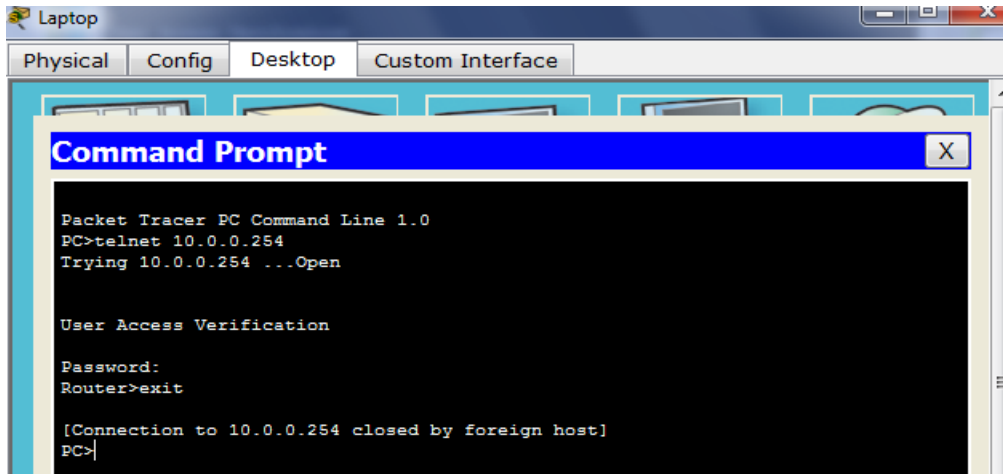 Laptop
Physical Config Desktop Custom Interface
Command Prompt X
Packet Tracer PC Command Line 1.0
PC>telnet 10.0.0.254
Trying 10.0.0.254 ...Open
User Access Verification
Password:
Router>exit
[Connection to 10.0.0.254 closed by foreign host]
PC>